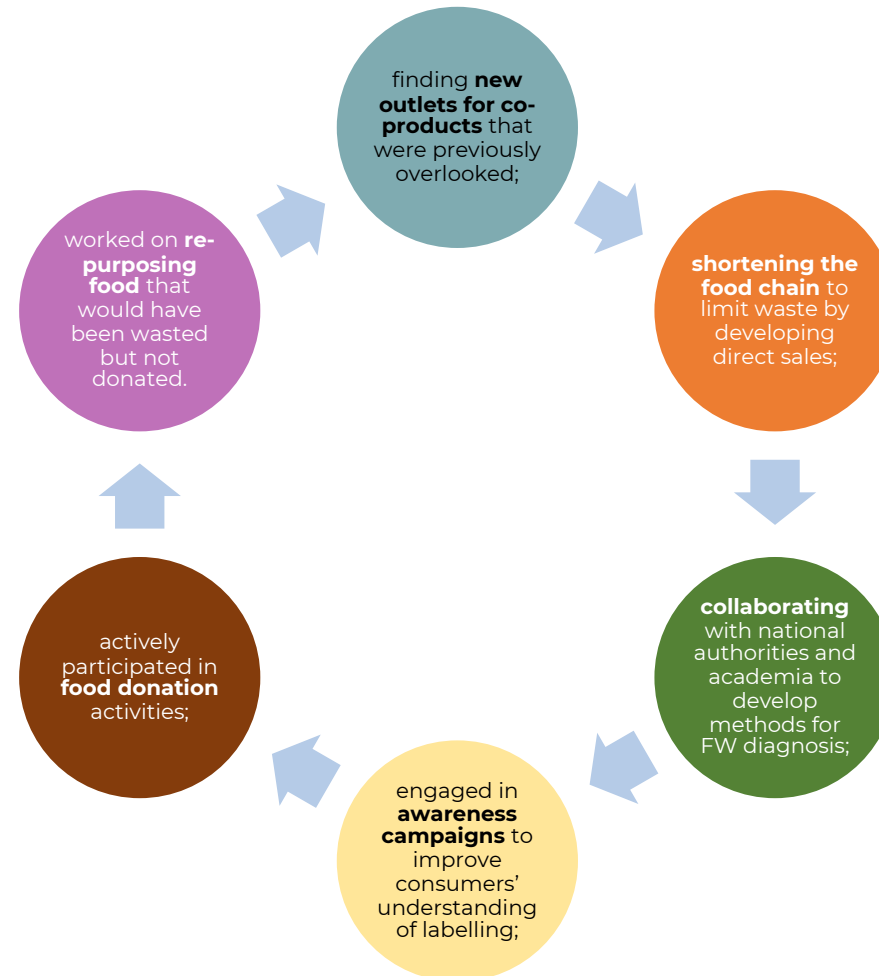 finding new
outlets for co-
products that
were previously
overlooked;
shortening the
food chain to
limit waste by
developing
direct sales;
collaborating
with national
authorities and
academia to
develop
methods for
FW diagnosis;
engaged in
awareness
campaigns to
improve
consumers’
understanding
of labelling;
actively
participated in
food donation
activities;
worked on re-
purposing
food that
would have
been wasted
but not
donated.